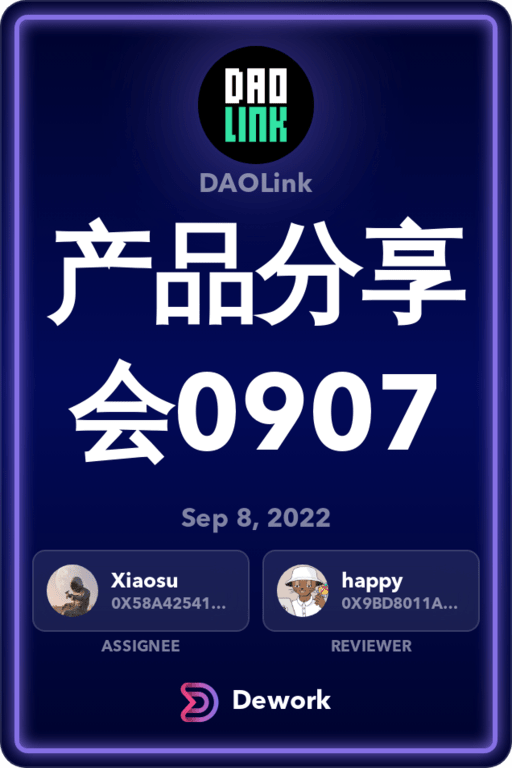 DAO
LINK
DAOLink
产品分享
会0907
Sep 8, 2022
Xiaosu
0X58A42541...
happy
0X9BD8011A...
ASSIGNEE
REVIEWER
Dework